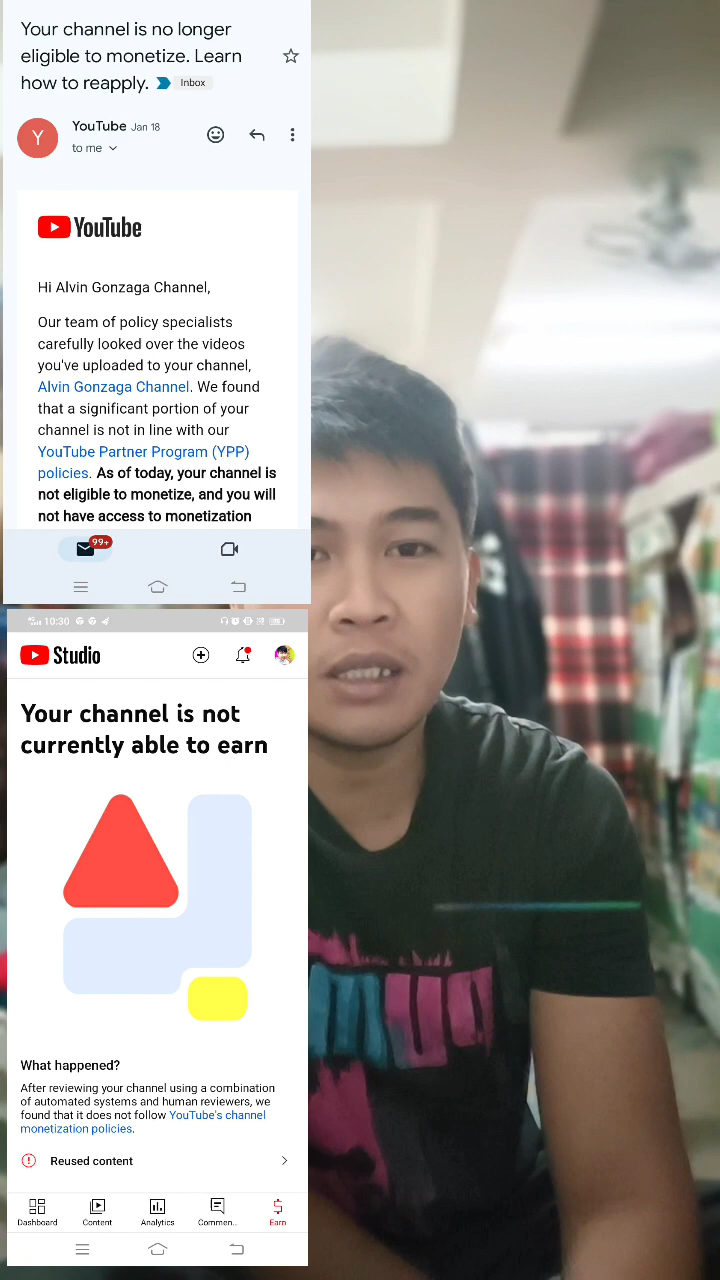 Your channel is no longer
eligible to monetize. Learn
how to reapply. Inbox
Y
YouTube Jan 18
to me
YouTube
Hi Alvin Gonzaga Channel,
Our team of policy specialists
carefully looked over the videos
you've uploaded to your channel,
Alvin Gonzaga Channel. We found
that a significant portion of your
channel is not in line with our
YouTube Partner Program (YPP)
policies. As of today, your channel is
not eligible to monetize, and you will
not have access to monetization
99+
10:30
Studio
Your channel is not
currently able to earn
What happened?
After reviewing your channel using a combination
of automated systems and human reviewers, we
found that it does not follow YouTube's channel
monetization policies.
Reused content
Dashboard Content Analytics Commen... Earn